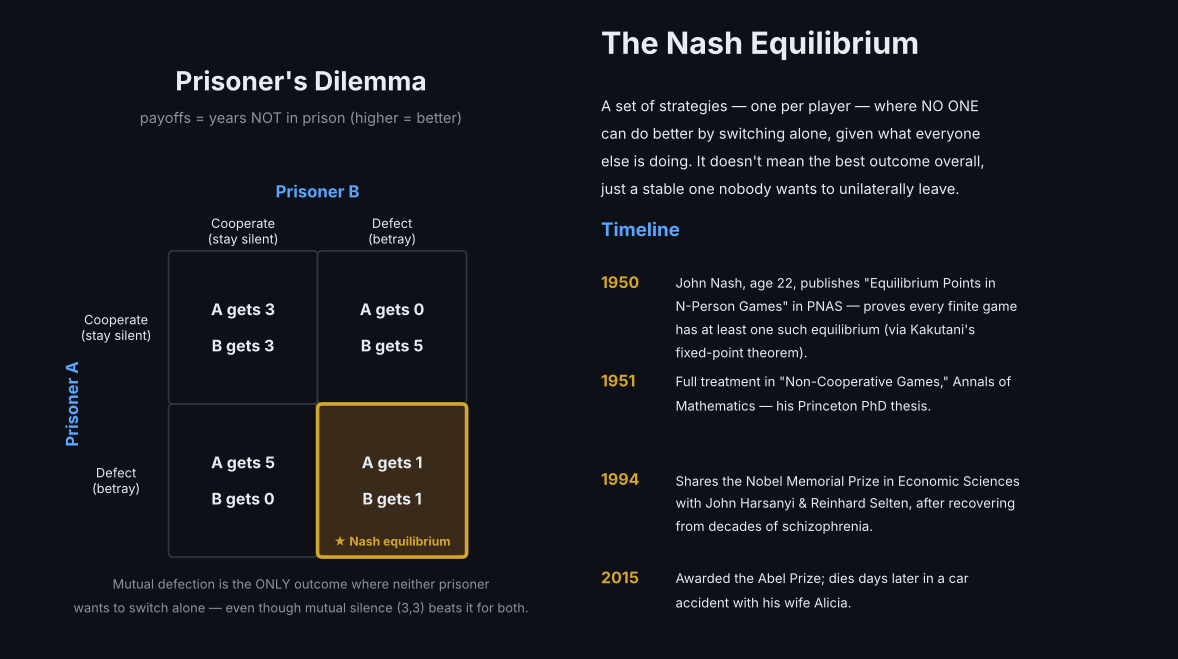 Prisoner's Dilemma
payoffs = years NOT in prison (higher = better)
Prisoner B
Cooperate
(stay silent)
Defect
(betray)
Prisoner A
Cooperate
(stay silent)
A gets 3
B gets 3
A gets 0
B gets 5
Defect
(betray)
A gets 5
B gets 0
A gets 1
B gets 1
★ Nash equilibrium
Mutual defection is the ONLY outcome where neither prisoner
wants to switch alone — even though mutual silence (3,3) beats it for both.
The Nash Equilibrium
A set of strategies — one per player — where NO ONE
can do better by switching alone, given what everyone
else is doing. It doesn't mean the best outcome overall,
just a stable one nobody wants to unilaterally leave.
Timeline
1950
John Nash, age 22, publishes "Equilibrium Points in
N-Person Games" in PNAS — proves every finite game
has at least one such equilibrium (via Kakutani's
fixed-point theorem).
1951
Full treatment in "Non-Cooperative Games," Annals of
Mathematics — his Princeton PhD thesis.
1994
Shares the Nobel Memorial Prize in Economic Sciences
with John Harsanyi & Reinhard Selten, after recovering
from decades of schizophrenia.
2015
Awarded the Abel Prize; dies days later in a car
accident with his wife Alicia.